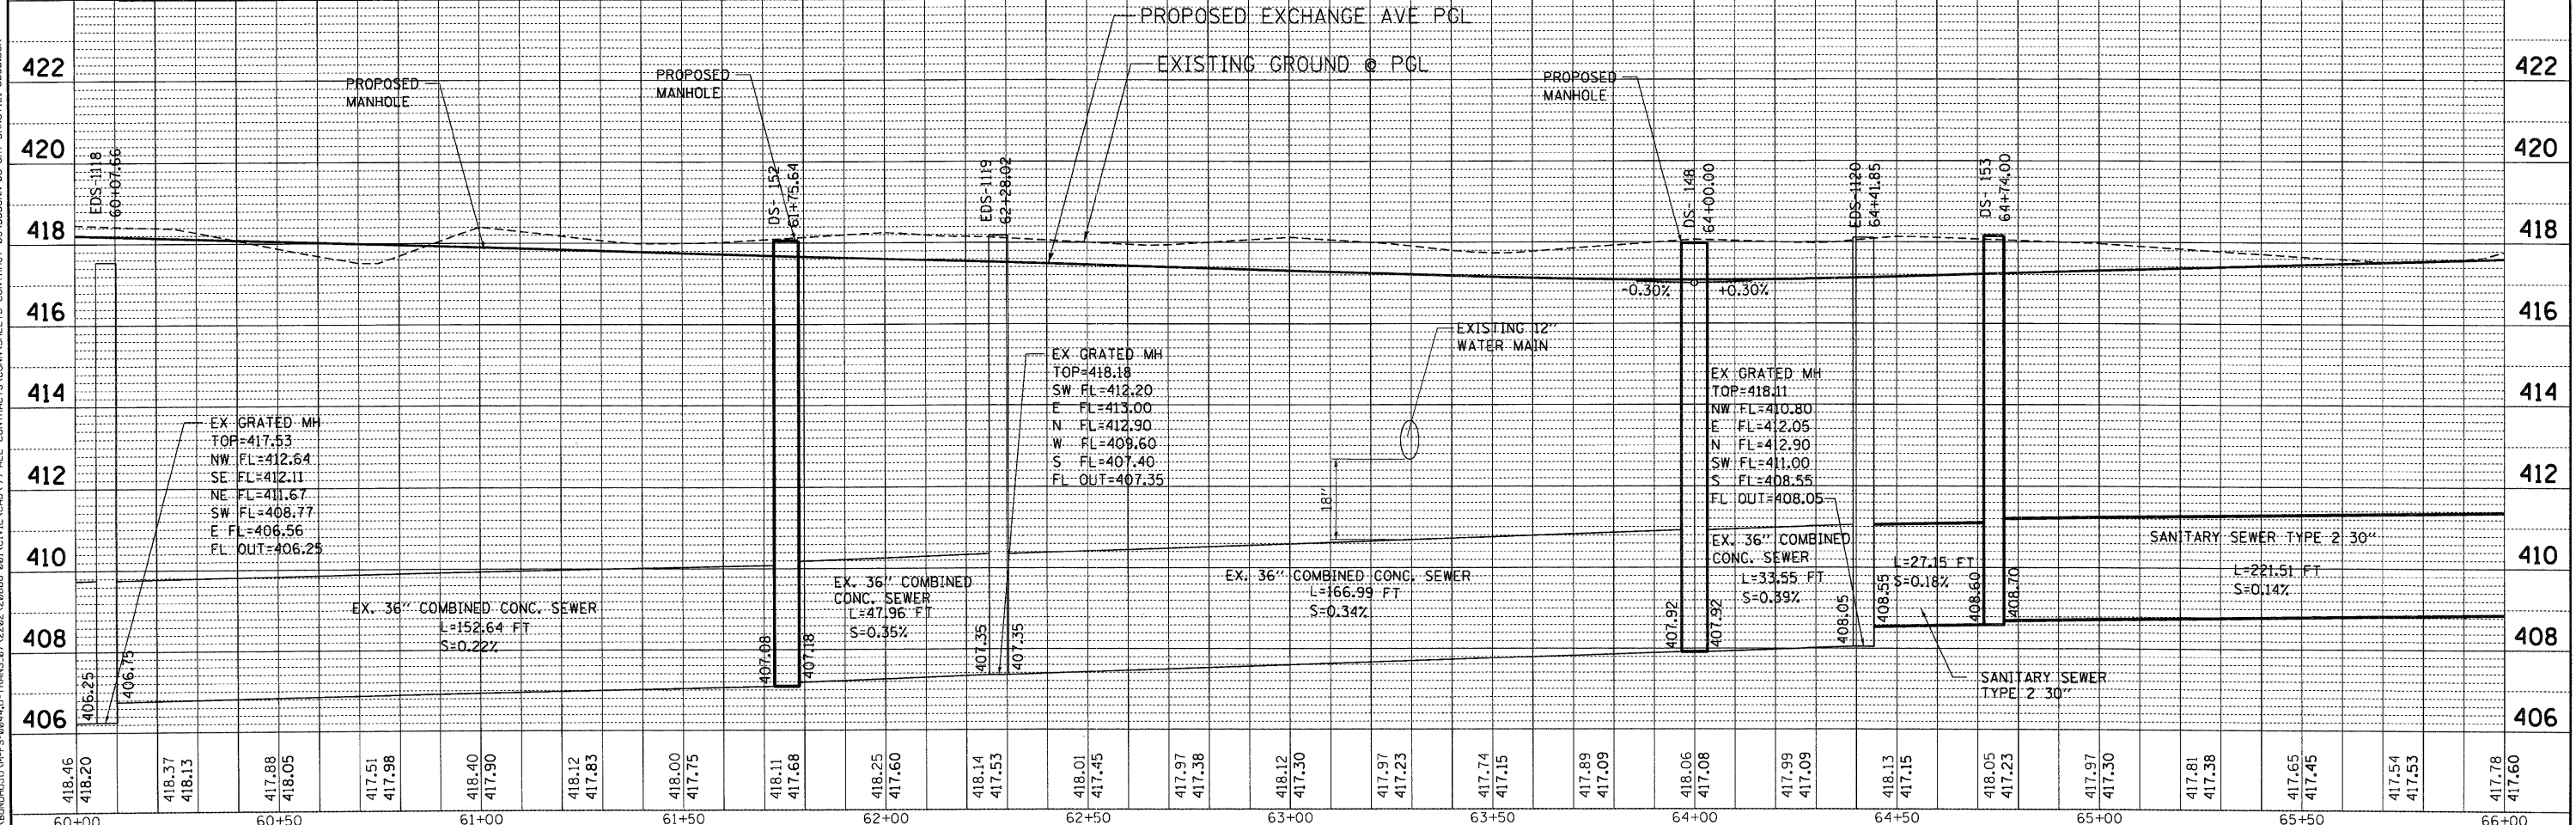 PROPOSED EXCHANGE AVE PGL
EXISTING GROUND @ PGL
PROPOSED
MANHOLE
PROPOSED
MANHOLE
PROPOSED
MANHOLE
422
420
418
416
414
412
410
408
406
422
420
418
416
414
412
410
408
406
EDS-1118
60+07.66
DS- 152
61+75.64
EDS-1119
62+28.02
DS- 148
64+00.00
EDS-1120
64+41.85
DS- 153
64+74.00
-0.30%
+0.30%
EXISTING 12"
WATER MAIN
18"
EX GRATED MH
TOP=417.53
NW FL=412.64
SE FL=412.11
NE FL=411.67
SW FL=408.77
E FL=406.56
FL OUT=406.25
EX GRATED MH
TOP=418.18
SW FL=412.20
E FL=413.00
N FL=412.90
W FL=409.60
S FL=407.40
FL OUT=407.35
EX GRATED MH
TOP=418.11
NW FL=410.80
E FL=412.05
N FL=412.90
SW FL=411.00
S FL=408.55
FL OUT=408.05
EX. 36" COMBINED CONC. SEWER
L=152.64 FT
S=0.22%
EX. 36" COMBINED
CONC. SEWER
L=47.96 FT
S=0.35%
EX. 36" COMBINED CONC. SEWER
L=166.99 FT
S=0.34%
EX. 36" COMBINED
CONC. SEWER
L=33.55 FT
S=0.39%
L=27.15 FT
S=0.18%
SANITARY SEWER TYPE 2 30"
L=221.51 FT
S=0.14%
SANITARY SEWER
TYPE 2 30"
406.25
406.75
407.08
407.18
407.35
407.35
407.92
407.92
408.05
408.55
408.60
408.70
418.46
418.20
418.37
418.13
417.88
418.05
417.51
417.98
418.40
417.90
418.12
417.83
418.00
417.75
418.11
417.68
418.25
417.60
418.14
417.53
418.01
417.45
417.97
417.38
418.12
417.30
417.97
417.23
417.74
417.15
417.89
417.09
418.06
417.08
417.99
417.09
418.13
417.15
418.05
417.23
417.97
417.30
417.81
417.38
417.65
417.45
417.54
417.53
417.78
417.60
60+00
60+50
61+00
61+50
62+00
62+50
63+00
63+50
64+00
64+50
65+00
65+50
66+00